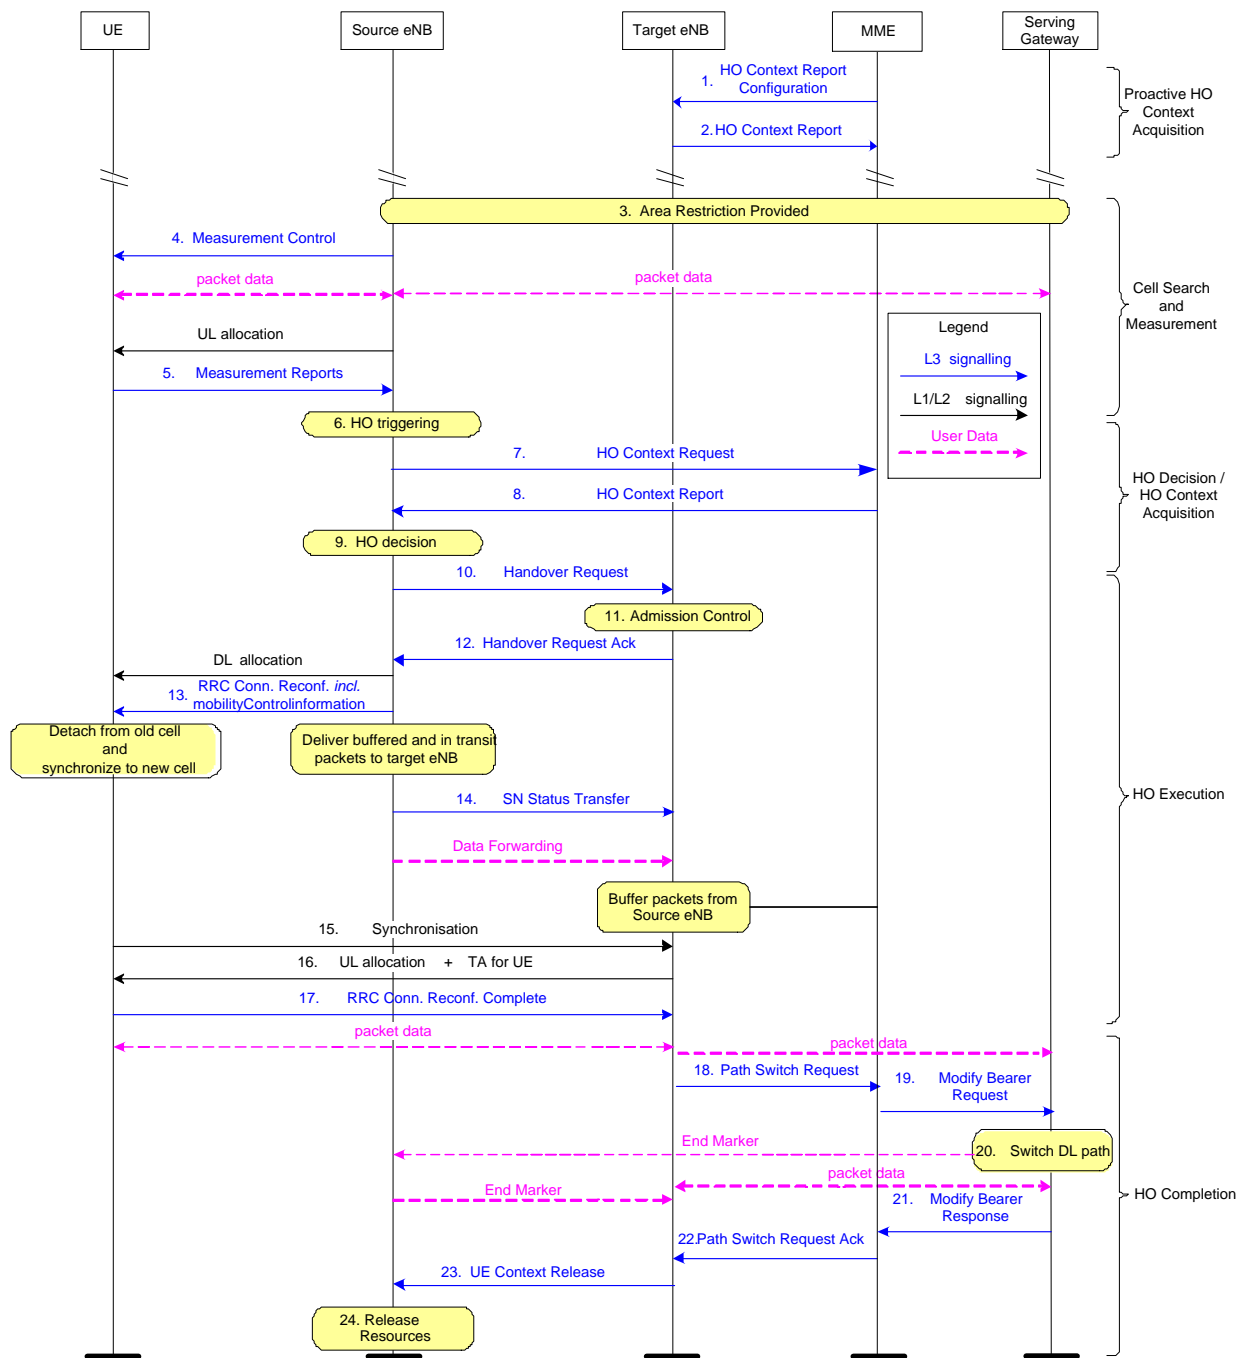 UE
Source eNB
Target eNB
MME
Serving
Gateway
1. HO Context Report
Configuration
2. HO Context Report
Proactive HO
Context
Acquisition
3. Area Restriction Provided
4. Measurement Control
packet data
packet data
Cell Search
and
Measurement
UL allocation
Legend
L3 signalling
L1/L2 signalling
User Data
5. Measurement Reports
6. HO triggering
7. HO Context Request
8. HO Context Report
HO Decision /
HO Context
Acquisition
9. HO decision
10. Handover Request
11. Admission Control
12. Handover Request Ack
DL allocation
13. RRC Conn. Reconf. incl.
mobilityControlinformation
Detach from old cell
and
synchronize to new cell
Deliver buffered and in transit
packets to target eNB
14. SN Status Transfer
HO Execution
Data Forwarding
Buffer packets from
Source eNB
15. Synchronisation
16. UL allocation + TA for UE
17. RRC Conn. Reconf. Complete
packet data
packet data
18. Path Switch Request
19. Modify Bearer
Request
End Marker
20. Switch DL path
packet data
End Marker
21. Modify Bearer
Response
HO Completion
22. Path Switch Request Ack
23. UE Context Release
24. Release
Resources